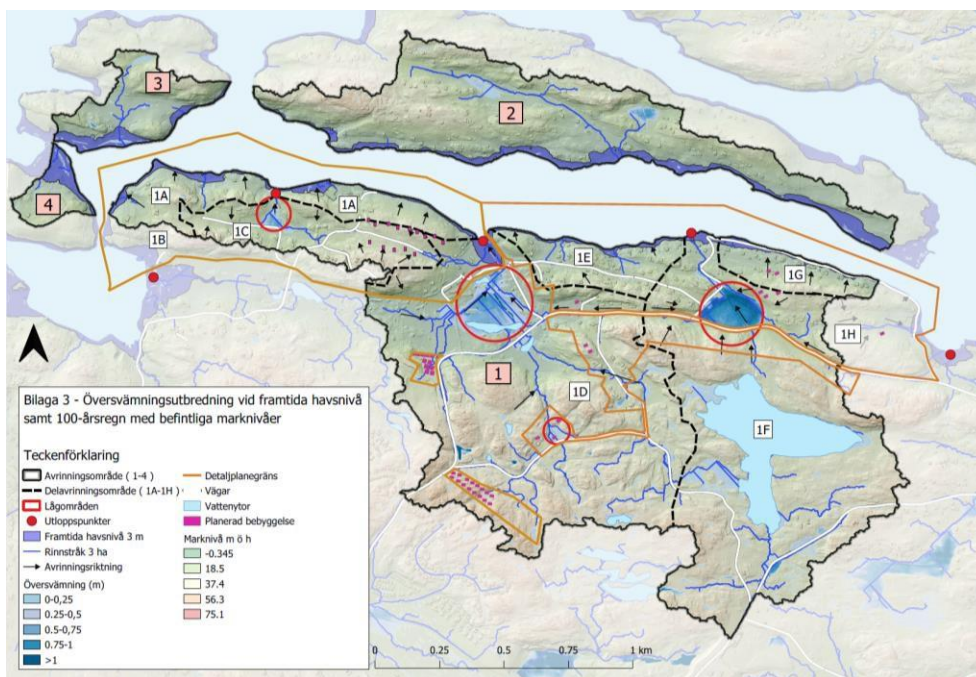 3
2
4
1A
1A
1B
1C
1E
1G
1H
1
1D
1F
Bilaga 3 - Översvämningsutbredning vid framtida havsnivå
samt 100-årsregn med befintliga marknivåer
Teckenförklaring
Avrinningsområde ( 1-4 )
Delavrinningsområde ( 1A-1H )
Lågområden
Utloppspunkter
Framtida havsnivå 3 m
Rinnstråk 3 ha
Avrinningsriktning
Översvämning (m)
0-0,25
0.25-0,5
0.5-0,75
0.75-1
>1
Detaljplanegräns
Vägar
Vattenytor
Planerad bebyggelse
Marknivå m ö h
-0.345
18.5
37.4
56.3
75.1
0 0.25 0.5 0.75 1 km